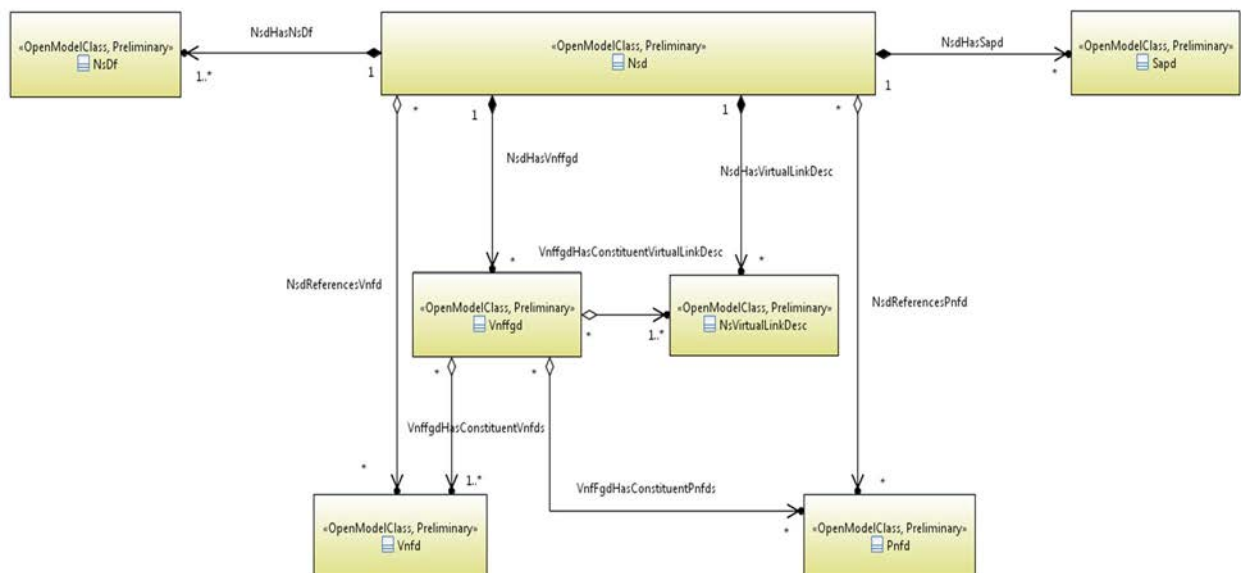 NsdHasNsDf
NsdHasSapd
«OpenModelClass, Preliminary»
NsDf
«OpenModelClass, Preliminary»
Nsd
«OpenModelClass, Preliminary»
Sapd
1..*
1
1
*
*
1
1
*
NsdHasVnffgd
NsdHasVirtualLinkDesc
VnffgdHasConstituentVirtualLinkDesc
*
*
NsdReferencesVnfd
NsdReferencesPnfd
«OpenModelClass, Preliminary»
Vnffgd
«OpenModelClass, Preliminary»
NsVirtualLinkDesc
*
1..*
*
*
VnffgdHasConstituentVnfds
*
1..*
VnfFgdHasConstituentPnfds
*
*
«OpenModelClass, Preliminary»
Vnfd
«OpenModelClass, Preliminary»
Pnfd